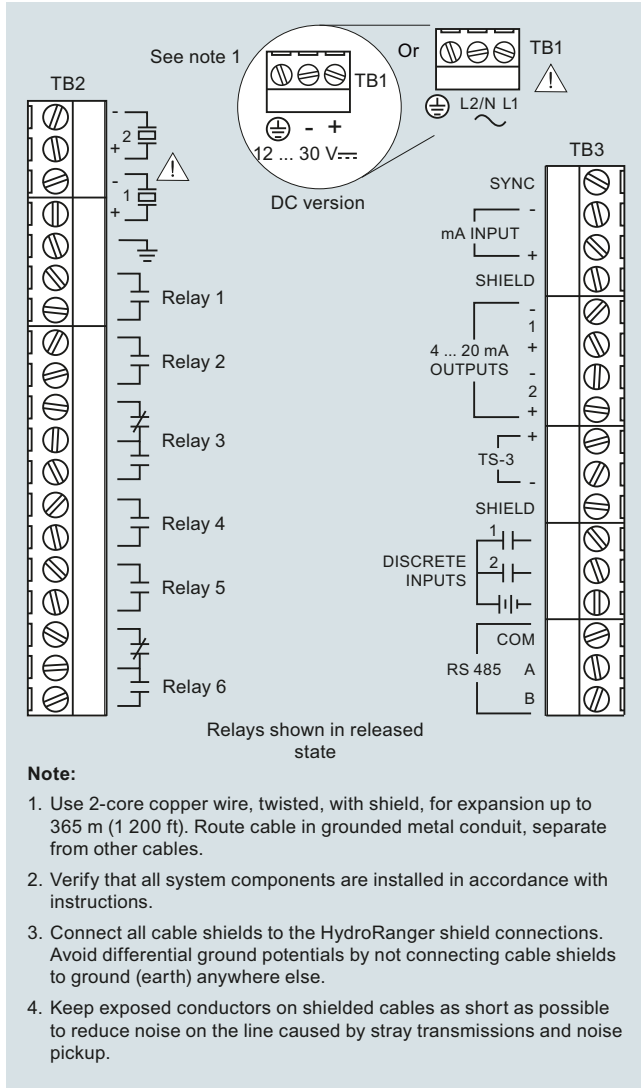 See note 1
TB1
12 ... 30 V
- +
DC version
Or
TB1
L2/N L1
TB2
-
2
+
-
1
+
Relay 1
Relay 2
Relay 3
Relay 4
Relay 5
Relay 6
TB3
SYNC
-
mA INPUT
+
SHIELD
-
1
+
4 ... 20 mA
OUTPUTS
-
2
+
+
TS-3
-
SHIELD
1
DISCRETE
2
INPUTS
COM
RS 485 A
B
Relays shown in released
state
Note:
1. Use 2-core copper wire, twisted, with shield, for expansion up to
365 m (1 200 ft). Route cable in grounded metal conduit, separate
from other cables.
2. Verify that all system components are installed in accordance with
instructions.
3. Connect all cable shields to the HydroRanger shield connections.
Avoid differential ground potentials by not connecting cable shields
to ground (earth) anywhere else.
4. Keep exposed conductors on shielded cables as short as possible
to reduce noise on the line caused by stray transmissions and noise
pickup.